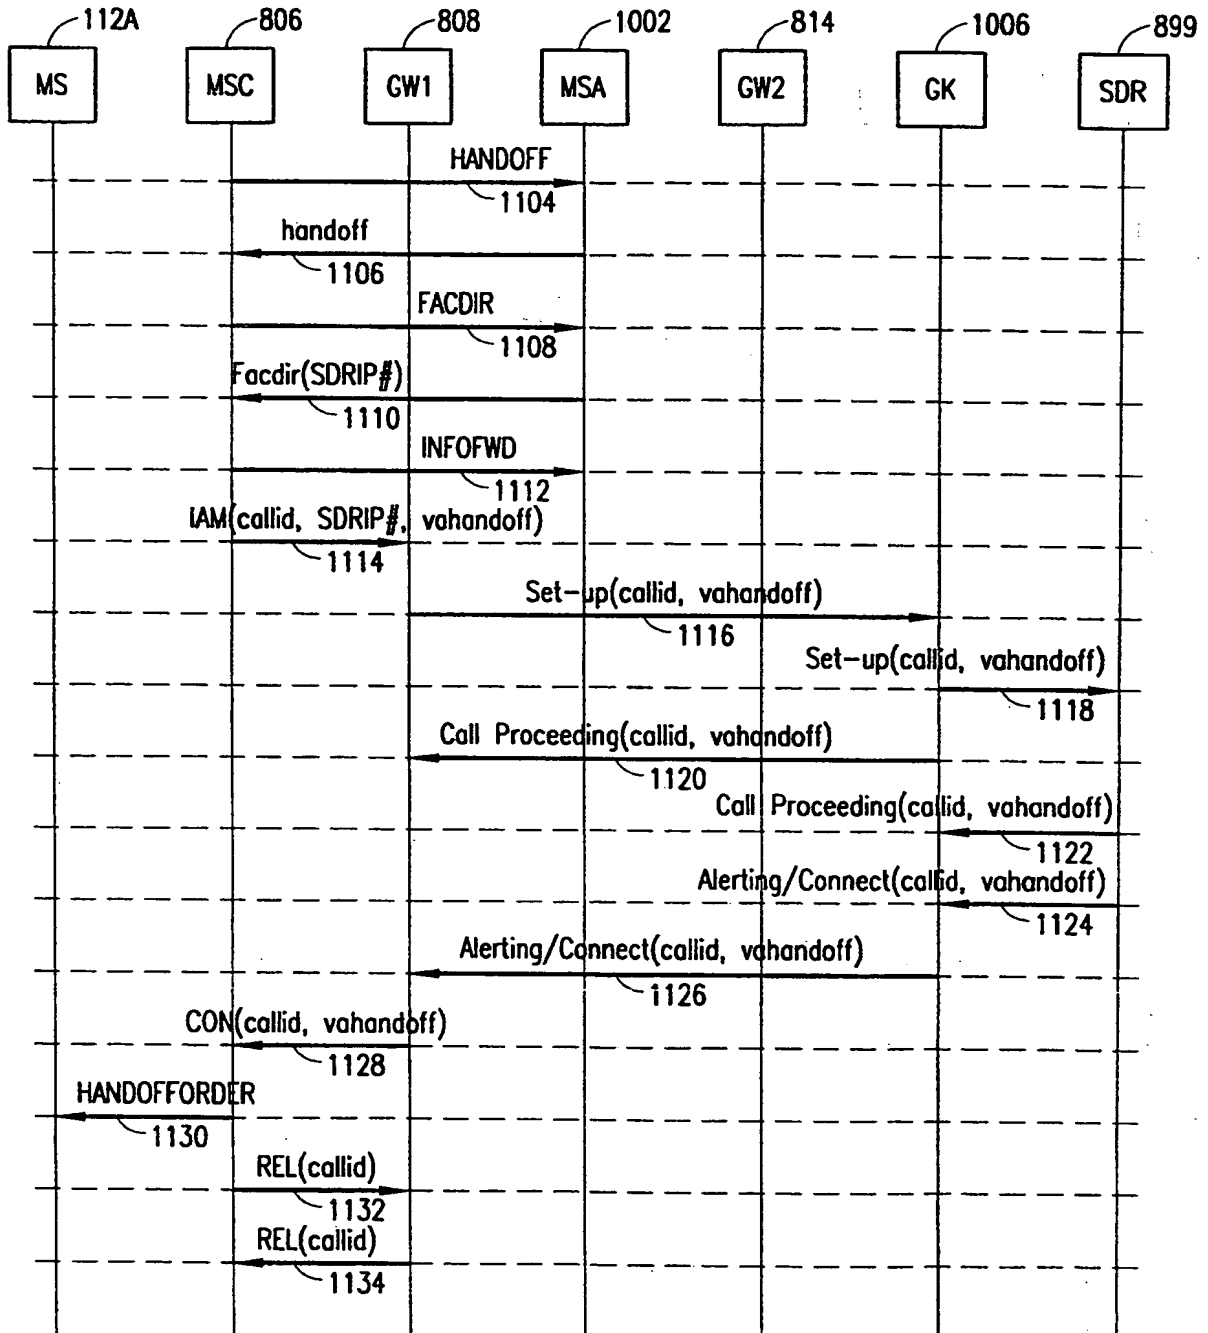 112A 806 808 1002 814 1006 899
MS MSC GW1 MSA GW2 GK SDR
HANDOFF
1104
handoff
1106
FACDIR
1108
Facdir(SDRIP#)
1110
INFOFWD
1112
IAM(callid, SDRIP#, vahandoff)
1114
Set-up(callid, vahandoff)
1116
Set-up(callid, vahandoff)
1118
Call Proceeding(callid, vahandoff)
1120
Call Proceeding(callid, vahandoff)
1122
Alerting/Connect(callid, vahandoff)
1124
Alerting/Connect(callid, vahandoff)
1126
CON(callid, vahandoff)
1128
HANDOFFORDER
1130
REL(callid)
1132
REL(callid)
1134